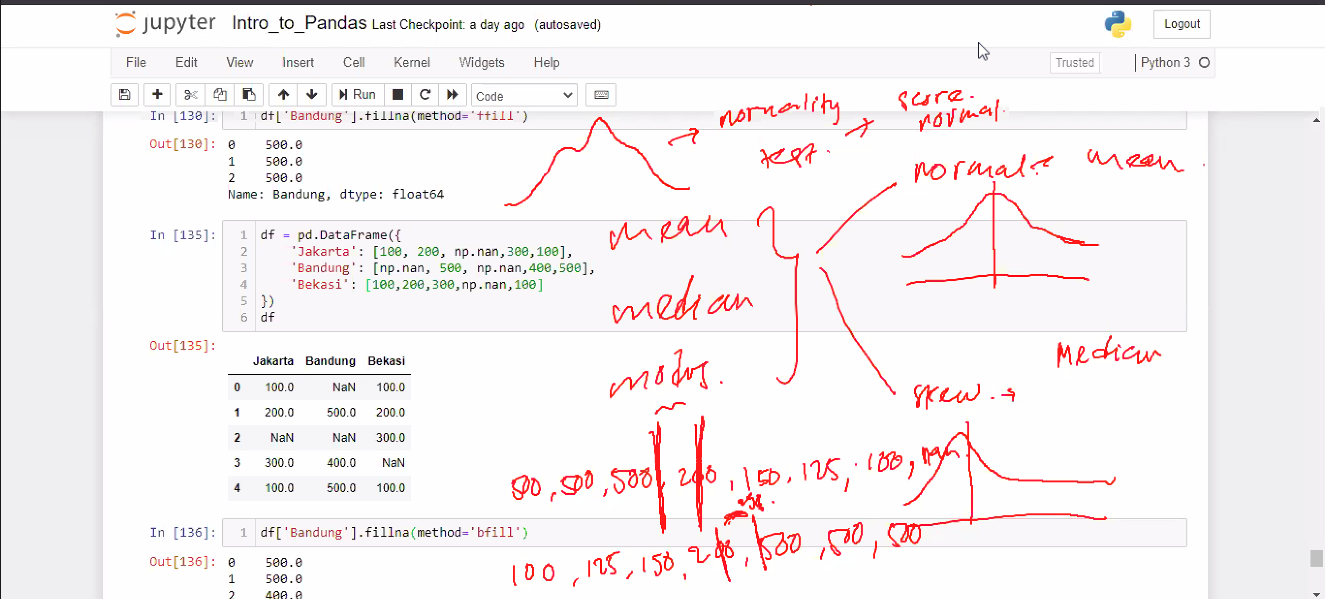 jupyter Intro_to_Pandas Last Checkpoint: a day ago (autosaved)
Logout
File Edit View Insert Cell Kernel Widgets Help
Trusted Python 3
Run Code
In [130]: 1 df['Bandung'].fillna(method='ffill')
Out[130]: 0 500.0
1 500.0
2 500.0
Name: Bandung, dtype: float64
normality
test.
score.
normal.
normal
mean
In [135]: 1 df = pd.DataFrame({
2 'Jakarta': [100, 200, np.nan,300,100],
3 'Bandung': [np.nan, 500, np.nan,400,500],
4 'Bekasi': [100,200,300,np.nan,100]
5 })
6 df
mean
median
modus.
Median
skew.
Out[135]:
Jakarta Bandung Bekasi
0 100.0 NaN 100.0
1 200.0 500.0 200.0
2 NaN NaN 300.0
3 300.0 400.0 NaN
4 100.0 500.0 100.0
500, 500, 500, 200, 150, 125, 100, nan
In [136]: 1 df['Bandung'].fillna(method='bfill')
100, 125, 150, 200, 500, 500, 500
Out[136]: 0 500.0
1 500.0
2 400.0